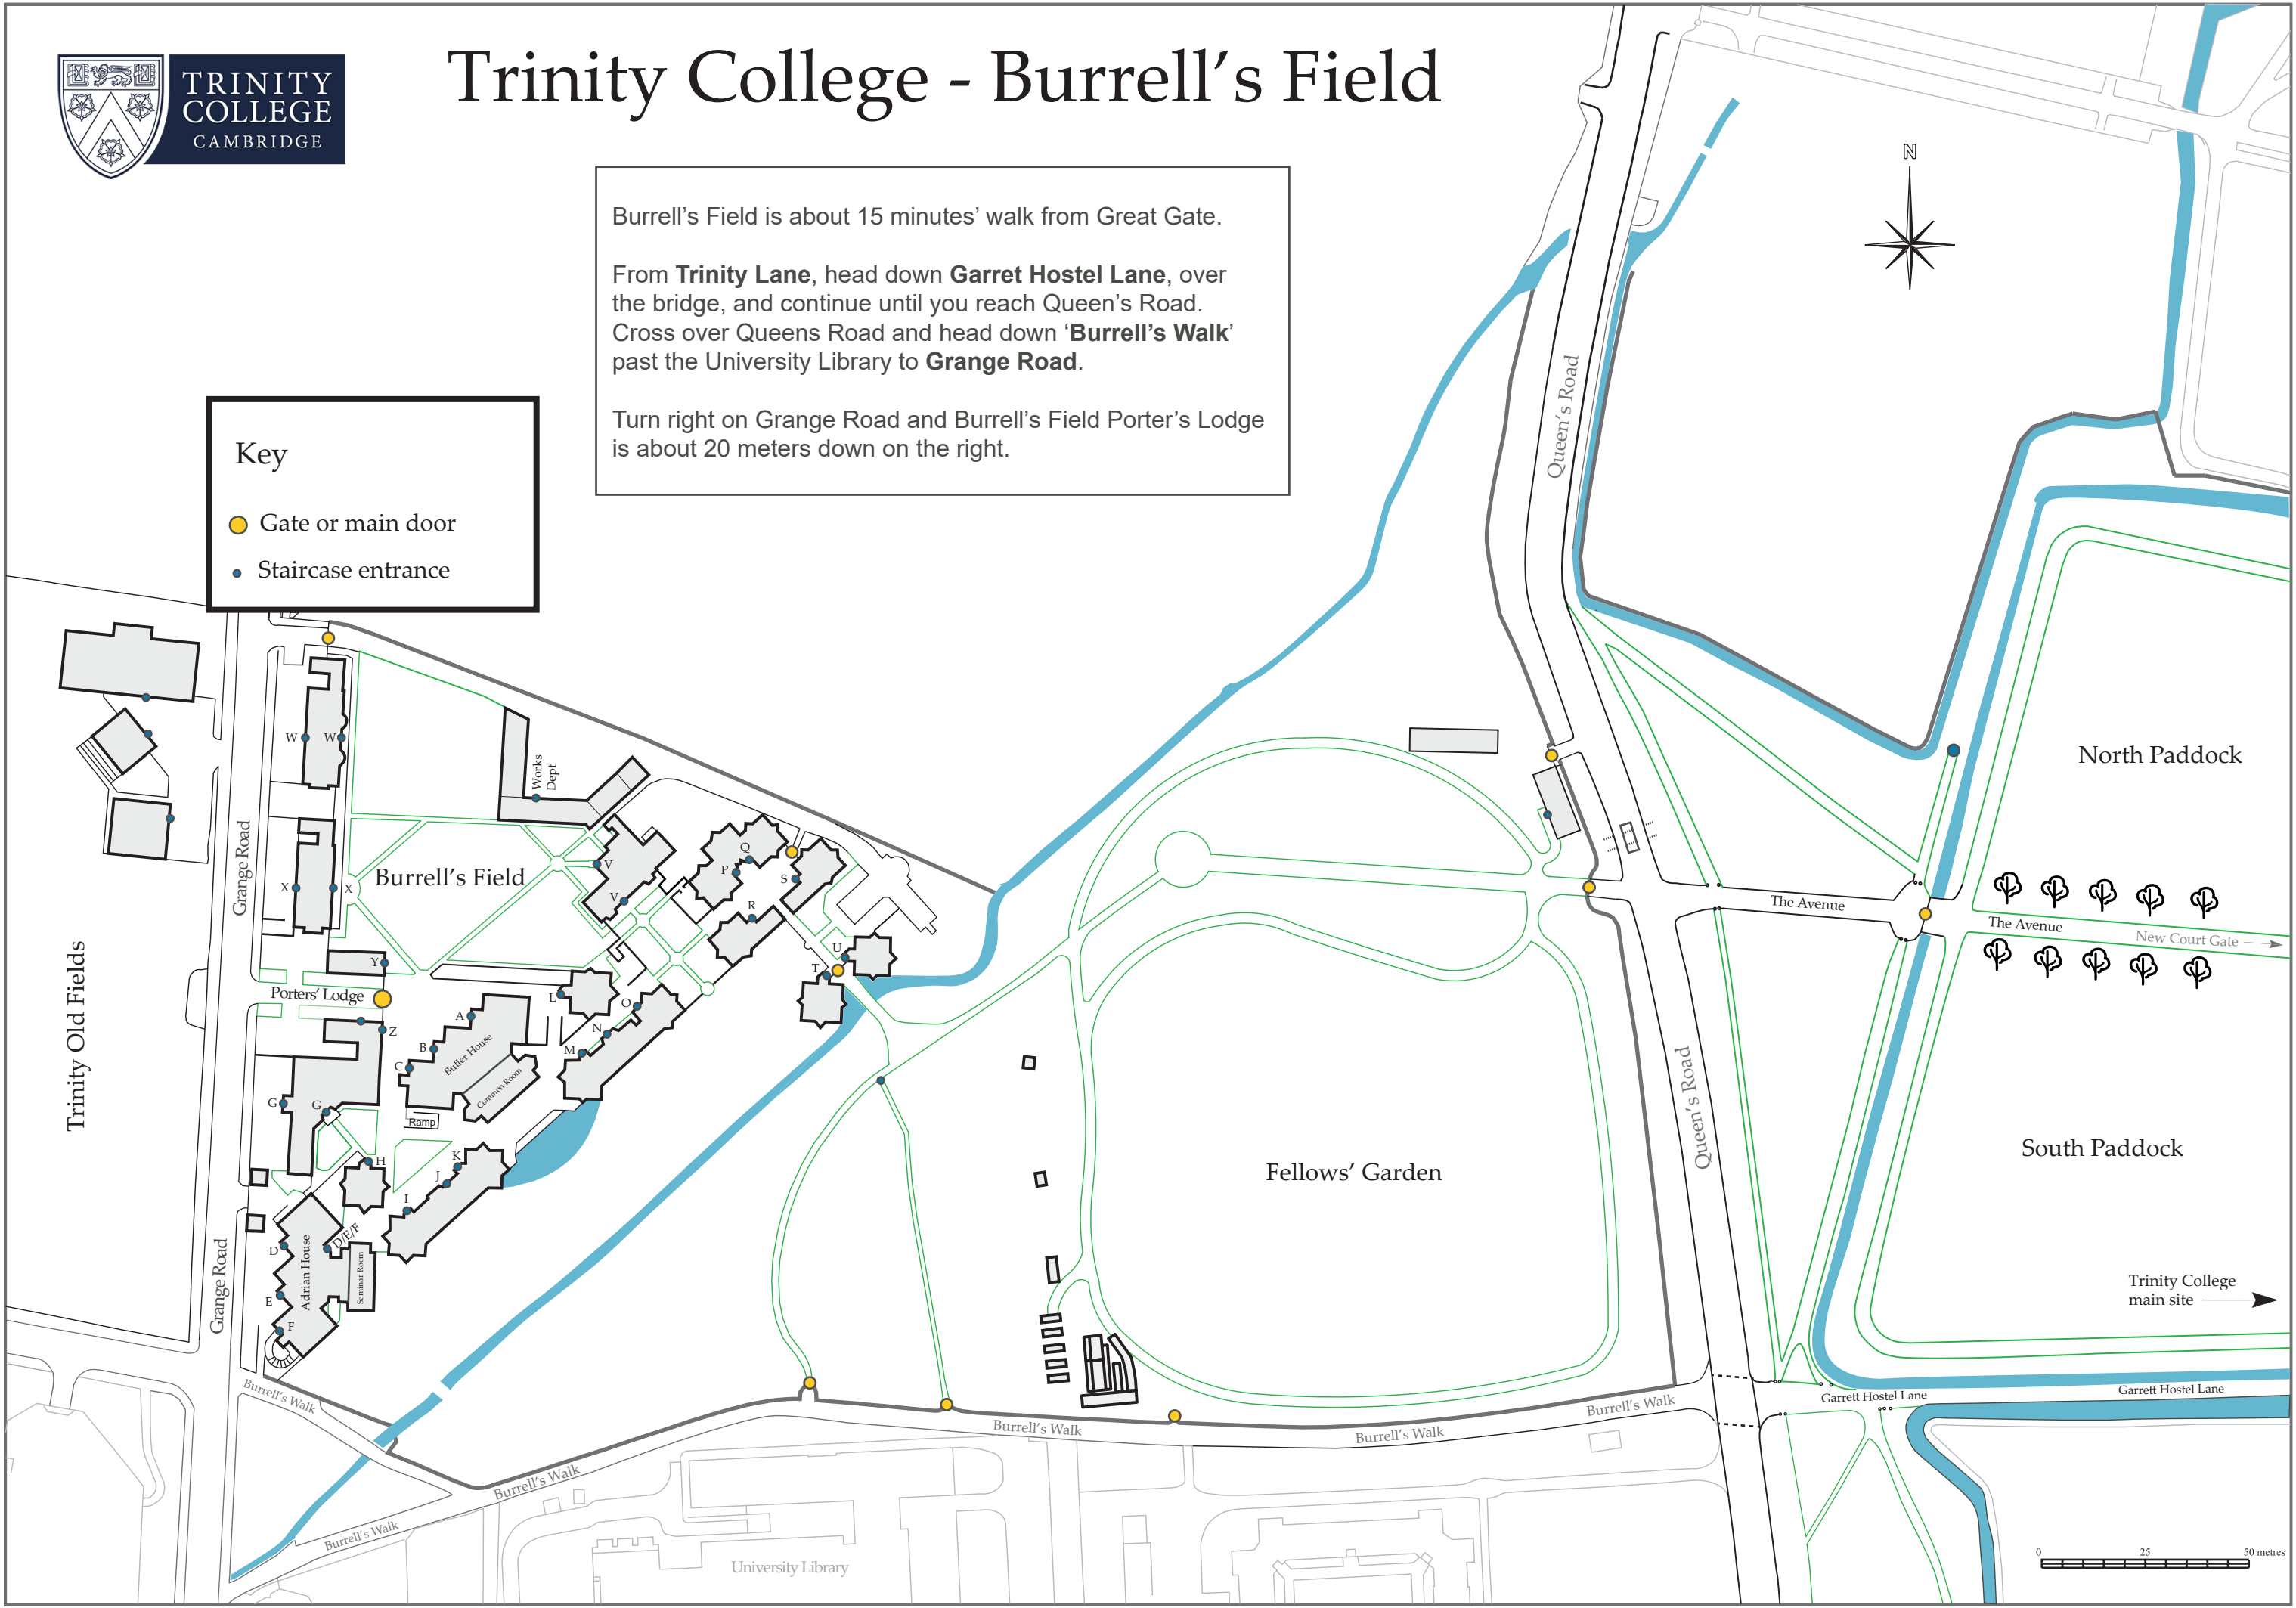 TRINITY
COLLEGE
CAMBRIDGE
Trinity College - Burrell's Field
Burrell's Field is about 15 minutes' walk from Great Gate.
From Trinity Lane, head down Garret Hostel Lane, over
the bridge, and continue until you reach Queen's Road.
Cross over Queens Road and head down 'Burrell's Walk'
past the University Library to Grange Road.
Turn right on Grange Road and Burrell's Field Porter's Lodge
is about 20 meters down on the right.
N
Key
Gate or main door
Staircase entrance
Queen's Road
North Paddock
W
W
Works
Dept
Grange Road
Burrell's Field
X
X
V
V
Q
P
S
R
U
T
The Avenue
The Avenue
New Court Gate
Y
Porters' Lodge
Z
Trinity Old Fields
L
O
N
M
A
B
C
Butler House
Common Room
Ramp
G
G
H
K
J
I
D
D/E/F
E
F
Adrian House
Seminar Room
Grange Road
Fellows' Garden
Queen's Road
South Paddock
Trinity College
main site
Burrell's Walk
Burrell's Walk
Burrell's Walk
Burrell's Walk
Burrell's Walk
Burrell's Walk
Garrett Hostel Lane
Garrett Hostel Lane
University Library
0
25
50 metres